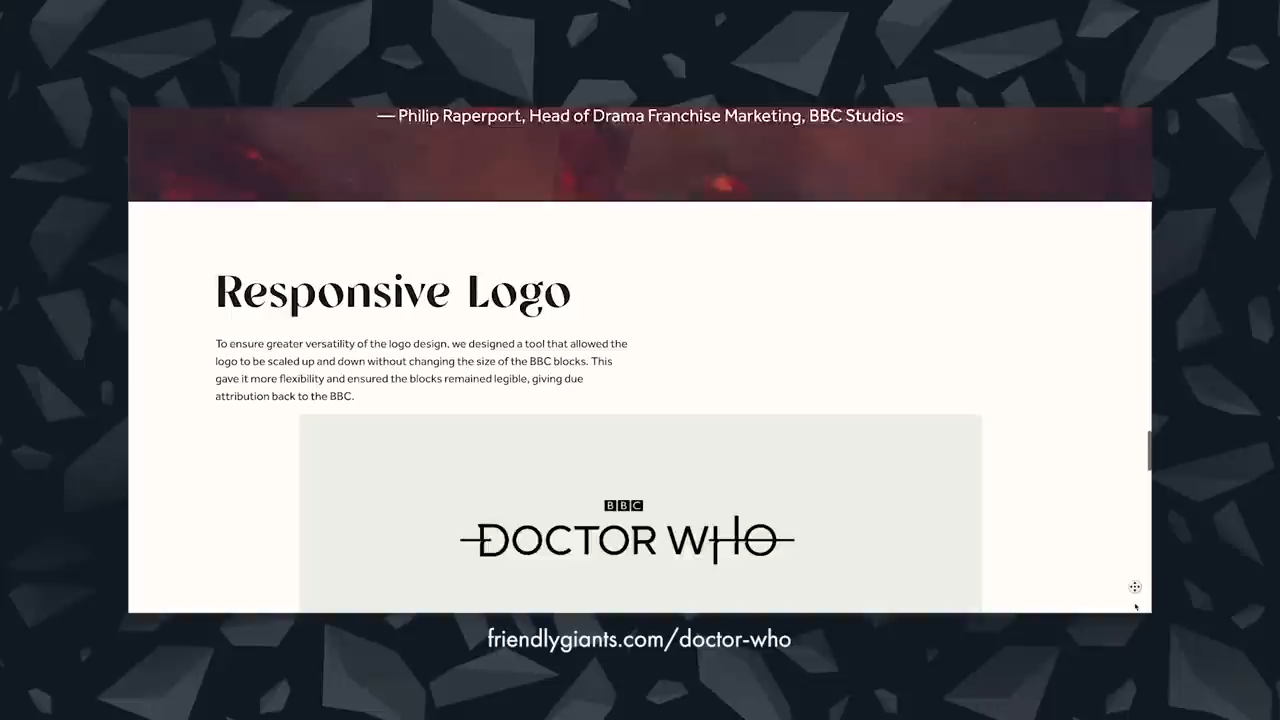 — Philip Raperport, Head of Drama Franchise Marketing, BBC Studios
Responsive Logo
To ensure greater versatility of the logo design, we designed a tool that allowed the
logo to be scaled up and down without changing the size of the BBC blocks. This
gave it more flexibility and ensured the blocks remained legible, giving due
attribution back to the BBC.
BBC
DOCTOR WHO
friendlygiants.com/doctor-who